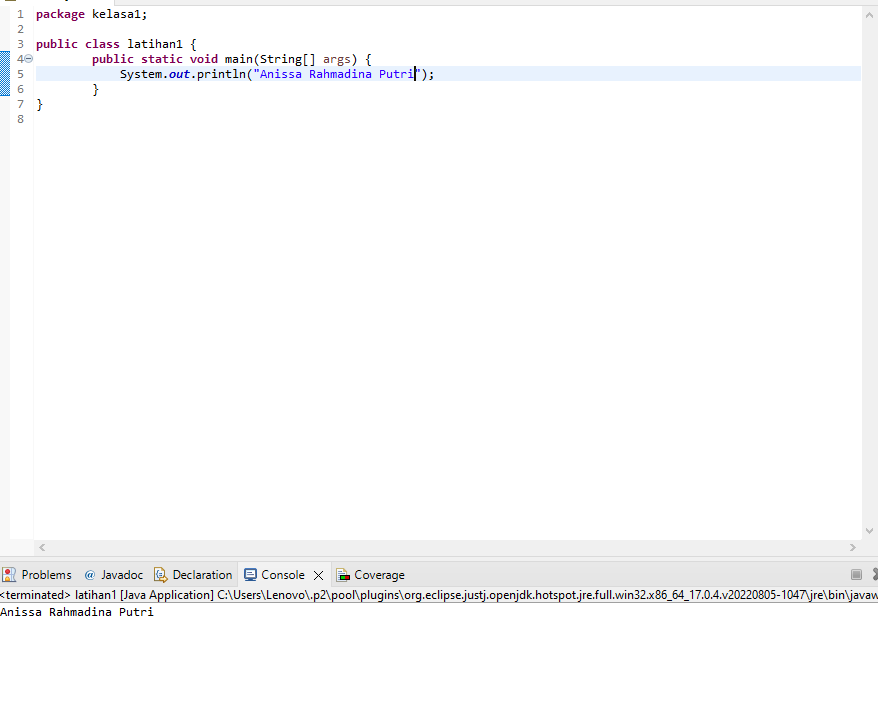 1 package kelasa1;
2
3 public class latihan1 {
4 public static void main(String[] args) {
5 System.out.println("Anissa Rahmadina Putri");
6 }
7 }
8
Problems @ Javadoc Declaration Console Coverage
<terminated> latihan1 [Java Application] C:\Users\Lenovo\.p2\pool\plugins\org.eclipse.justj.openjdk.hotspot.jre.full.win32.x86_64_17.0.4.v20220805-1047\jre\bin\javaw
Anissa Rahmadina Putri